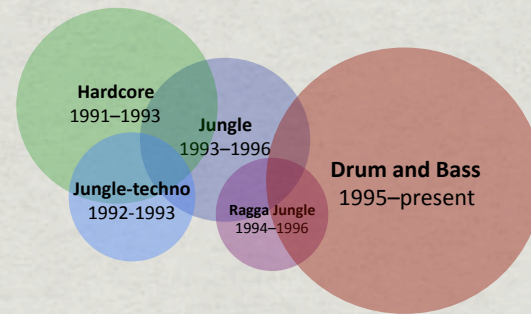 Hardcore
1991–1993
Jungle
1993–1996
Drum and Bass
1995–present
Jungle-techno
1992-1993
Ragga Jungle
1994–1996